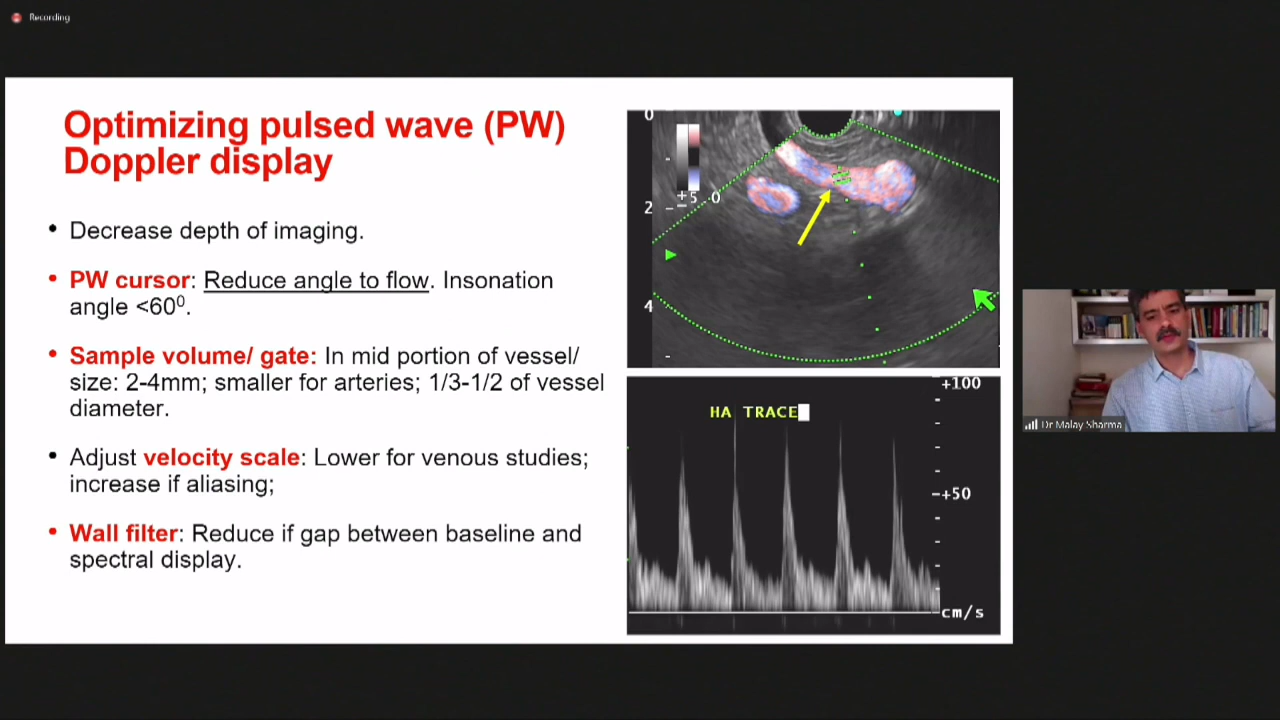 Recording
Optimizing pulsed wave (PW)
Doppler display
• Decrease depth of imaging.
• PW cursor: Reduce angle to flow. Insonation
angle <60⁰.
• Sample volume/ gate: In mid portion of vessel/
size: 2-4mm; smaller for arteries; 1/3-1/2 of vessel
diameter.
• Adjust velocity scale: Lower for venous studies;
increase if aliasing;
• Wall filter: Reduce if gap between baseline and
spectral display.
0
+5.0
2
4
+100
HA TRACE
+50
cm/s
Dr Malay Sharma